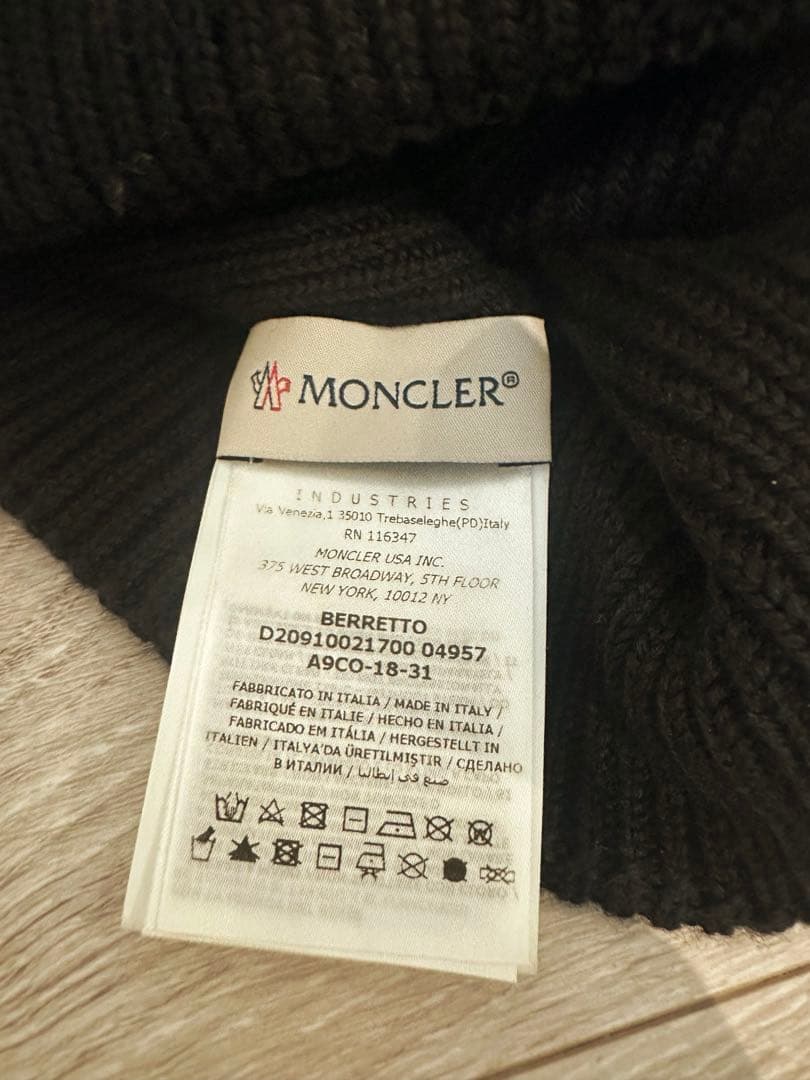 MONCLER®
INDUSTRIES
Via Venezia,1 35010 Trebaseleghe(PD)Italy
RN 116347
MONCLER USA INC.
375 WEST BROADWAY, 5TH FLOOR
NEW YORK, 10012 NY
BERRETTO
D20910021700 04957
A9CO-18-31
FABBRICATO IN ITALIA / MADE IN ITALY /
FABRIQUÉ EN ITALIE / HECHO EN ITALIA /
FABRICADO EM ITÁLIA / HERGESTELLT IN
ITALIEN / ITALYA'DA ÜRETILMIŞTIR / СДЕЛАНО
В ИТАЛИИ / صنع في إيطاليا